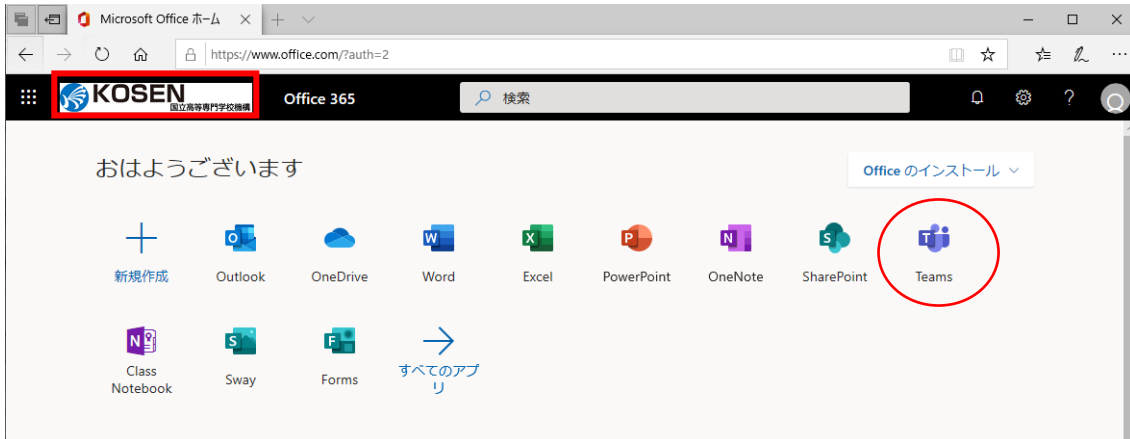 Microsoft Office ホーム
https://www.office.com/?auth=2
KOSEN
国立高等専門学校機構
Office 365
検索
おはようございます
Office のインストール
新規作成
Outlook
OneDrive
Word
Excel
PowerPoint
OneNote
SharePoint
Teams
Class
Notebook
Sway
Forms
すべてのアプ
リ